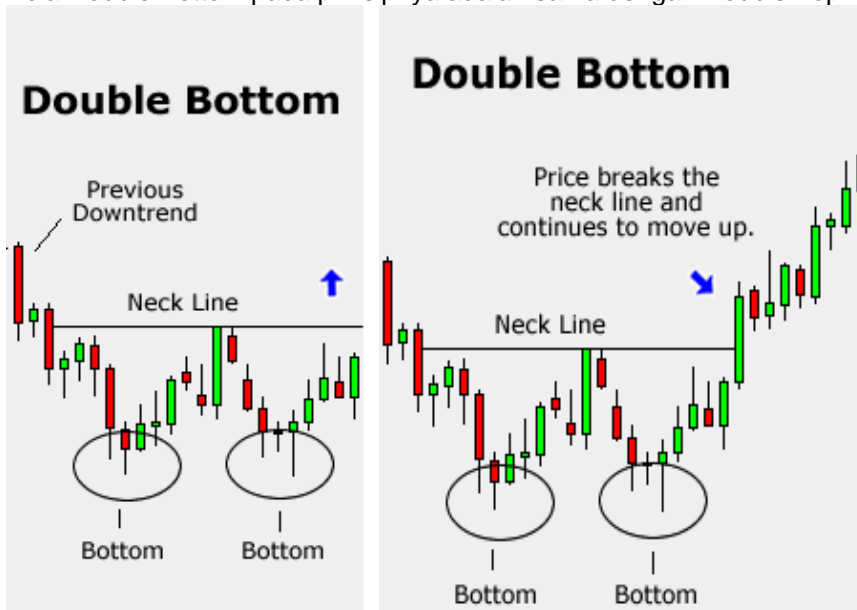 Double Bottom
Previous
Downtrend
Neck Line
Bottom
Bottom
Double Bottom
Price breaks the
neck line and
continues to move up.
Neck Line
Bottom
Bottom